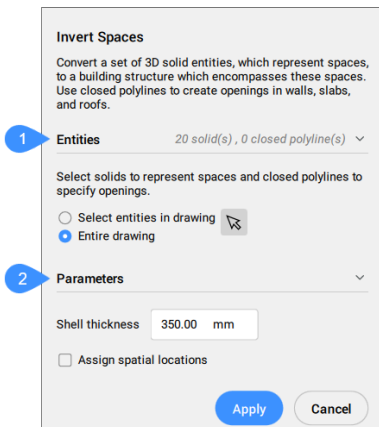 Invert Spaces
Convert a set of 3D solid entities, which represent spaces,
to a building structure which encompasses these spaces.
Use closed polylines to create openings in walls, slabs,
and roofs.
1 Entities 20 solid(s) , 0 closed polyline(s)
Select solids to represent spaces and closed polylines to
specify openings.
Select entities in drawing
Entire drawing
2 Parameters
Shell thickness 350.00 mm
Assign spatial locations
Apply Cancel